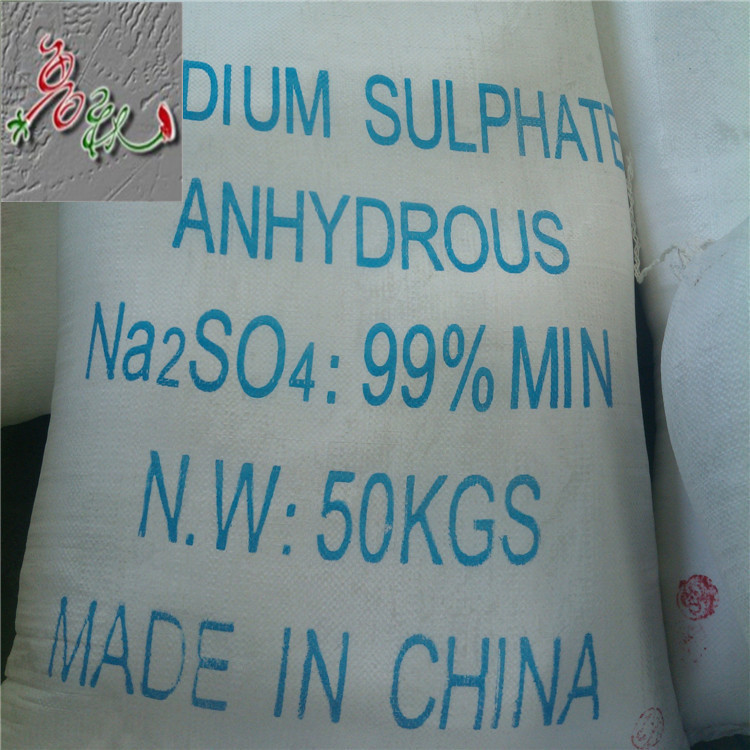 DIUM SULPHATE
ANHYDROUS
Na2SO4: 99% MIN
N.W: 50KGS
MADE IN CHINA